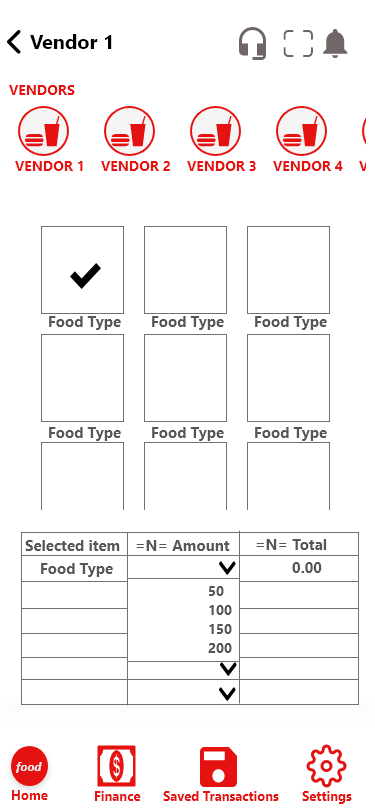 Vendor 1
VENDORS
VENDOR 1 VENDOR 2 VENDOR 3 VENDOR 4 V
Food Type Food Type Food Type
Food Type Food Type Food Type
Selected item =N= Amount =N= Total
Food Type 0.00
50
100
150
200
food
Home Finance Saved Transactions Settings